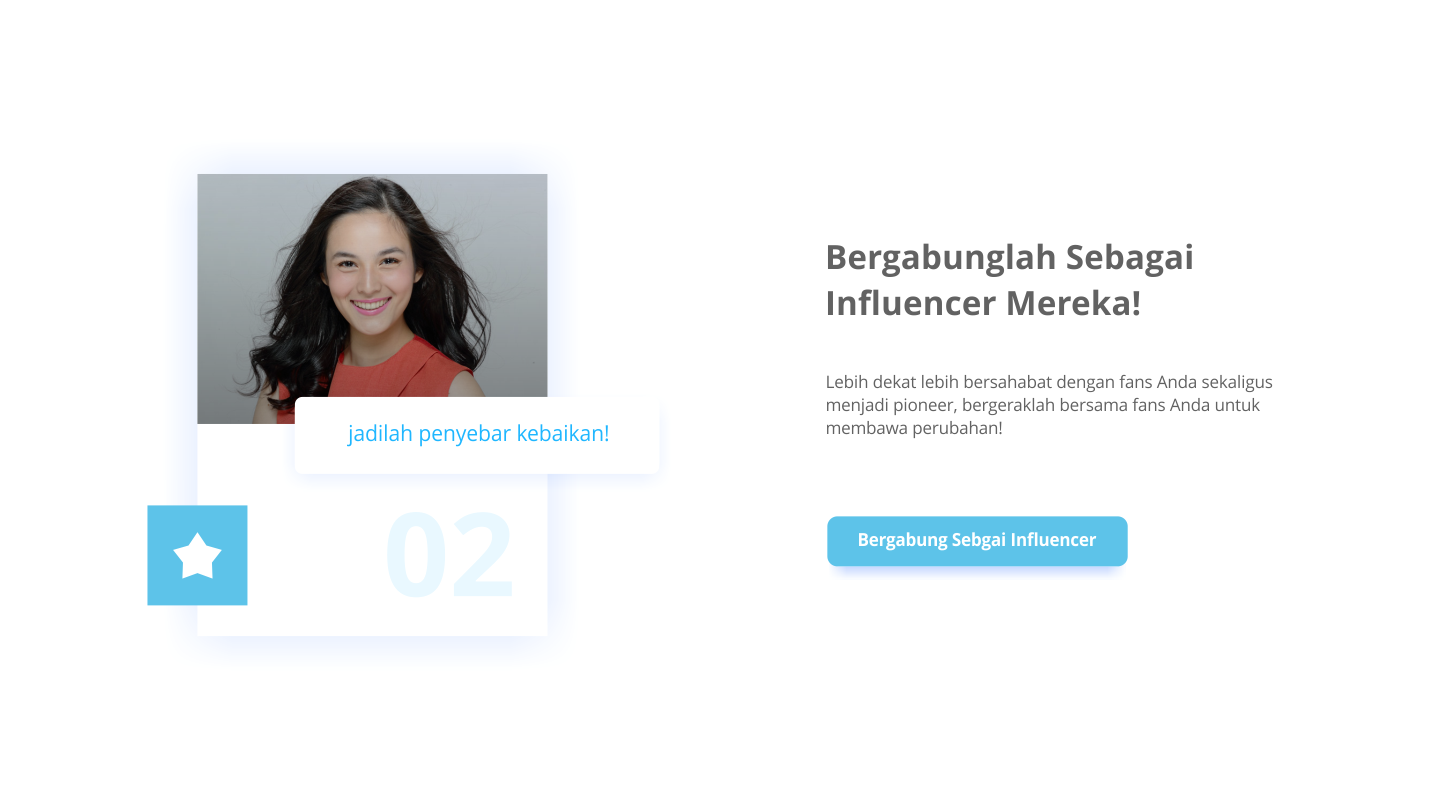 jadilah penyebar kebaikan!
02
Bergabunglah Sebagai
Influencer Mereka!
Lebih dekat lebih bersahabat dengan fans Anda sekaligus
menjadi pioneer, bergeraklah bersama fans Anda untuk
membawa perubahan!
Bergabung Sebgai Influencer